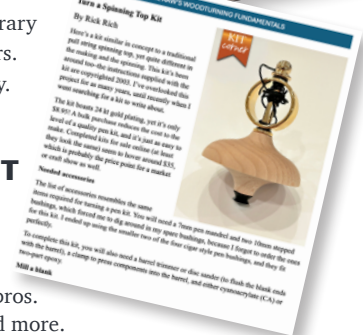 rary
rs.
y.
T
pros.
d more.
AW'S WOODTURNING FUNDAMENTALS
Turn a Spinning Top Kit
By Rick Rich
KIT
corner
Here's a kit similar in concept to a traditional
pull string spinning top, yet quite different in
the making and the spinning. This kit's been
around too–the instructions supplied with the
kit are copyrighted 2003. I've overlooked this
project for as many years, until recently when I
went searching for a kit to write about.
The kit boasts 24 kt gold plating, yet it's only
$8.95! A bulk purchase reduces the cost to the
level of a quality pen kit, and it's just as easy to
make. Completed kits for sale online (at least
they look the same) seem to hover around $35,
which is probably the prize point for a market
or craft show as well.
Needed accessories
The list of accessories resembles the same
items required for turning a pen kit. You will need a 7mm pen mandrel and two 10mm stepped
bushings, which forced me to dig around in my spare bushings, because I forgot to order the ones
for this kit. I ended up using the smaller two of the four cigar style pen bushings, and they fit
perfectly.
To complete this kit, you will also need a barrel trimmer or disc sander (to flush the blank ends
with the barrel), a clamp to press components into the barrel, and either cyanoacrylate (CA) or
two-part epoxy.
Mill a blank